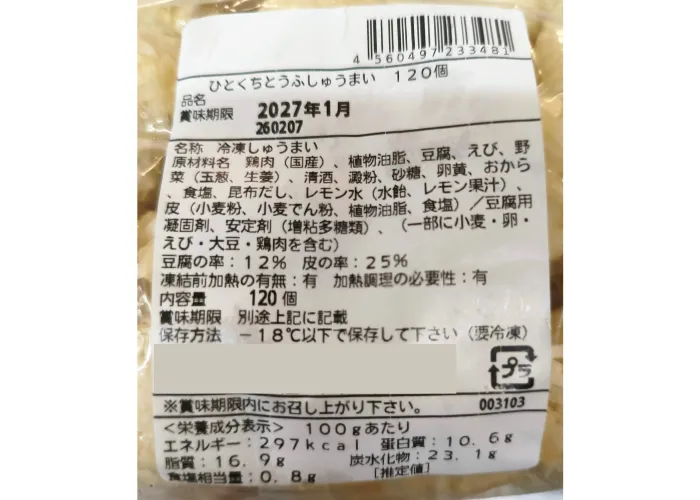 4560497233481
ひとくちとうふしゅうまい 120個
品名
賞味期限 2027年1月
260207
名称 冷凍しゅうまい
原材料名 鶏肉(国産)、植物油脂、豆腐、えび、野
菜(玉葱、生姜)、清酒、澱粉、砂糖、卵黄、おから
、食塩、昆布だし、レモン水(水飴、レモン果汁)、
皮(小麦粉、小麦でん粉、植物油脂、食塩)/豆腐用
凝固剤、安定剤(増粘多糖類)、(一部に小麦・卵・
えび・大豆・鶏肉を含む)
豆腐の率:12% 皮の率:25%
凍結前加熱の有無:有 加熱調理の必要性:有
内容量 120個
賞味期限 別途上記に記載
保存方法 -18℃以下で保存して下さい(要冷凍)
プラ
※賞味期限内にお召し上がり下さい。 003103
<栄養成分表示> 100gあたり
エネルギー:297kcal 蛋白質:10.6g
脂質:16.9g 炭水化物:23.1g
食塩相当量:0.8g [推定値]